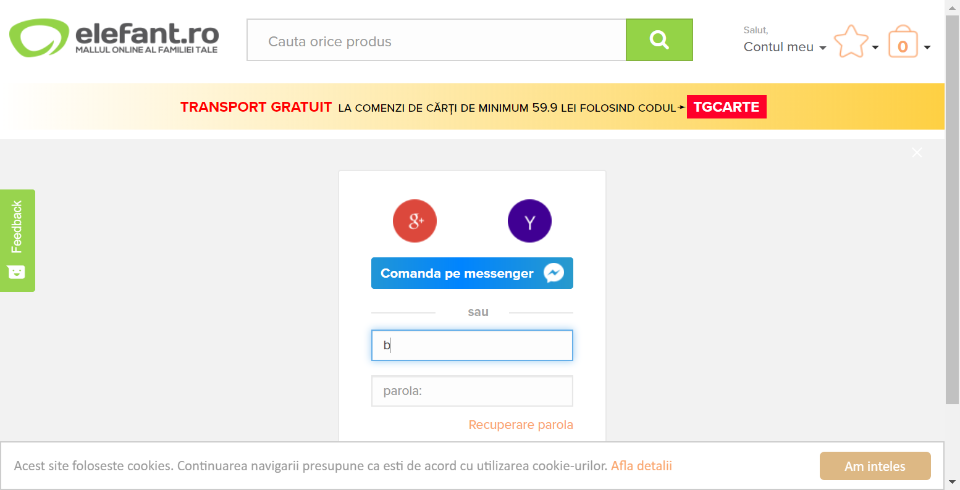 elefant.ro
MALLUL ONLINE AL FAMILIEI TALE
Cauta orice produs
Salut,
Contul meu
0
TRANSPORT GRATUIT LA COMENZI DE CĂRȚI DE MINIMUM 59.9 LEI FOLOSIND CODUL TGCARTE
Feedback
g+
Y
Comanda pe messenger
sau
b
parola:
Recuperare parola
Acest site foloseste cookies. Continuarea navigarii presupune ca esti de acord cu utilizarea cookie-urilor. Afla detalii
Am inteles